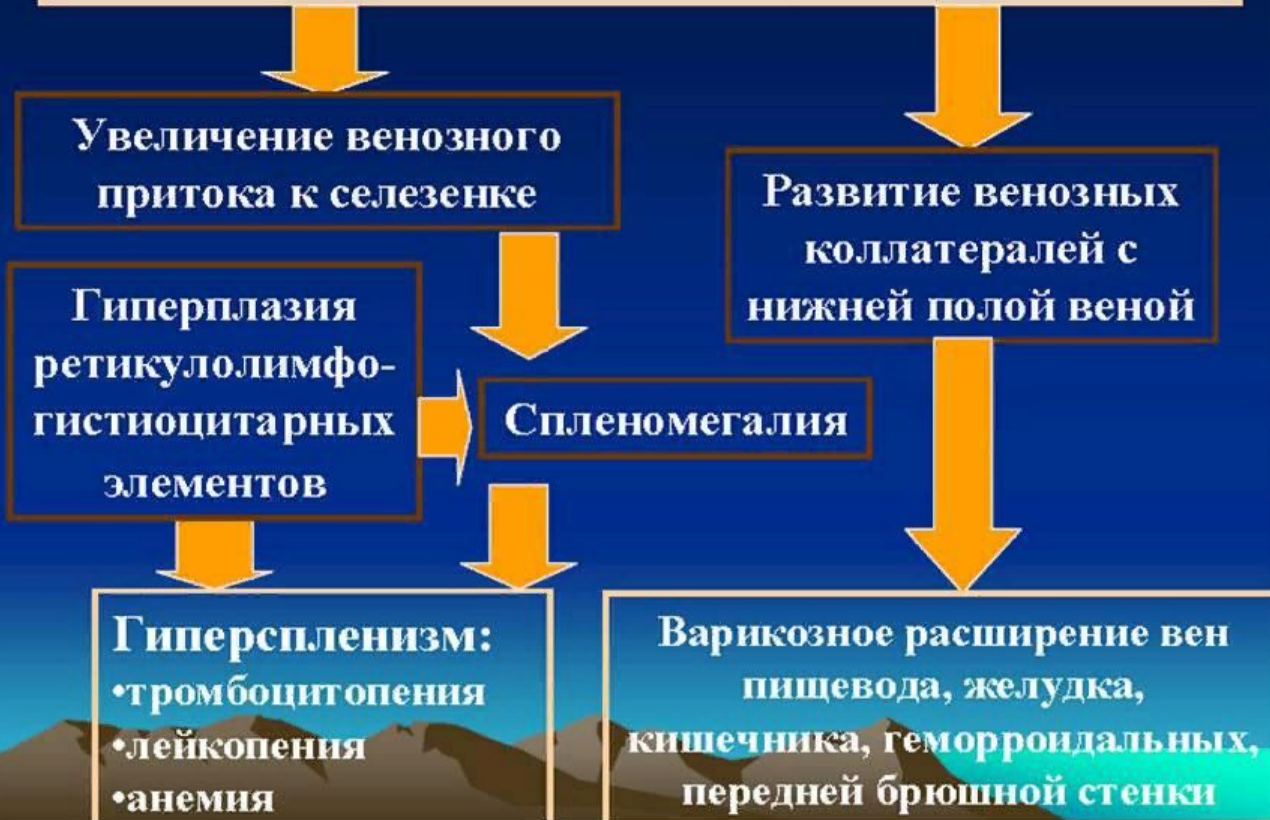 Увеличение венозного
притока к селезенке
Развитие венозных
коллатералей с
нижней полой веной
Гиперплазия
ретикулолимфо-
гистиоцитарных
элементов
Спленомегалия
Гиперспленизм:
•тромбоцитопения
•лейкопения
•анемия
Варикозное расширение вен
пищевода, желудка,
кишечника, геморроидальных,
передней брюшной стенки